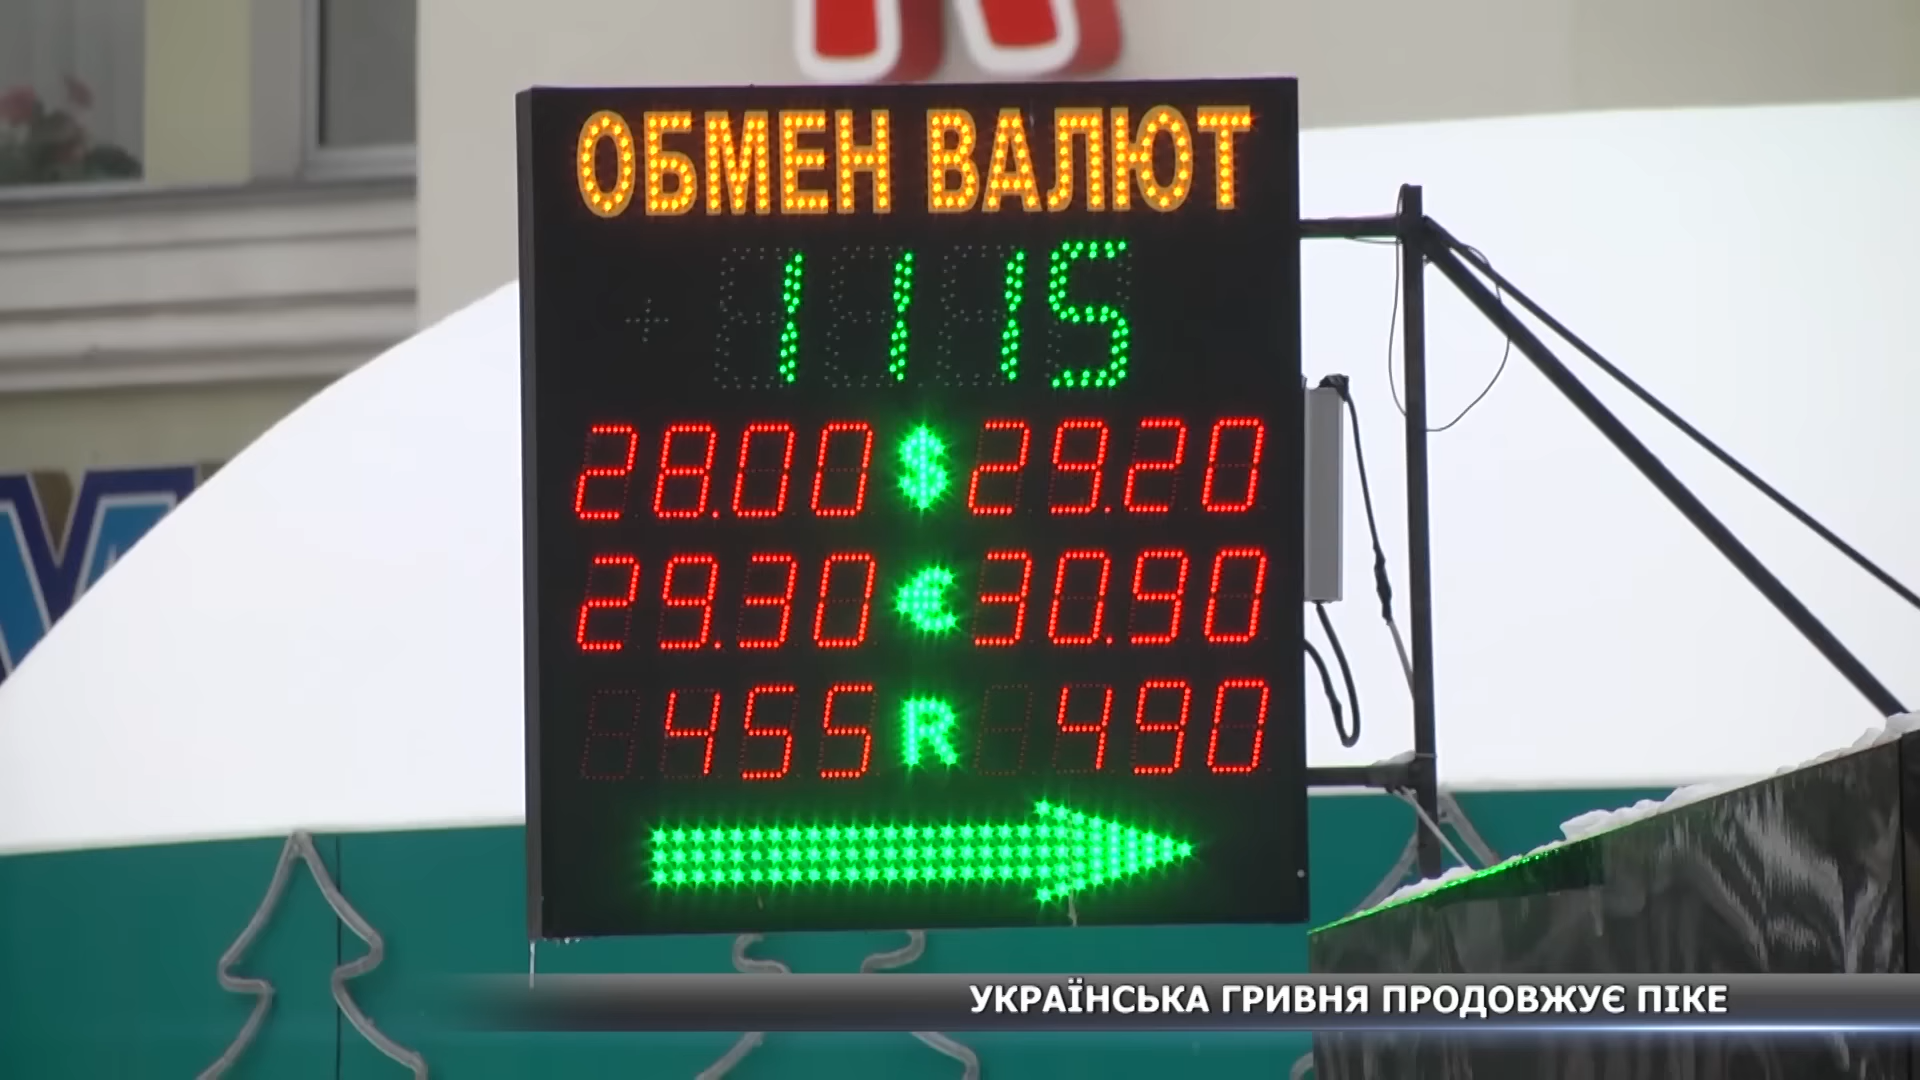 ОБМЕН ВАЛЮТ
1115
28.00 $ 29.20
29.30 € 30.90
455 R 490
УКРАЇНСЬКА ГРИВНЯ ПРОДОВЖУЄ ПІКЕ